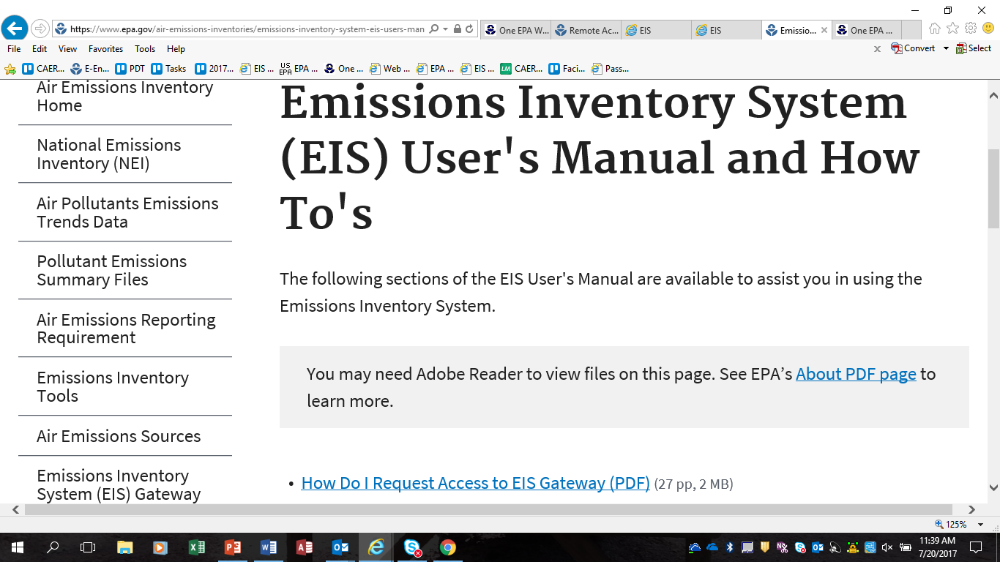 https://www.epa.gov/air-emissions-inventories/emissions-inventory-system-eis-users-man
One EPA W...
Remote Ac...
EIS
EIS
Emissio...
One EPA ...
File Edit View Favorites Tools Help
Convert
Select
CAER...
E-En...
PDT
Tasks
2017...
EIS ...
US EPA
EPA ...
One ...
Web ...
EPA ...
EIS ...
LM
CAER...
Faci...
Pass...
Air Emissions Inventory
Home
National Emissions
Inventory (NEI)
Air Pollutants Emissions
Trends Data
Pollutant Emissions
Summary Files
Air Emissions Reporting
Requirement
Emissions Inventory
Tools
Air Emissions Sources
Emissions Inventory
System (EIS) Gateway
Emissions Inventory System
(EIS) User's Manual and How
To's
The following sections of the EIS User's Manual are available to assist you in using the
Emissions Inventory System.
You may need Adobe Reader to view files on this page. See EPA’s About PDF page to
learn more.
• How Do I Request Access to EIS Gateway (PDF) (27 pp, 2 MB)
125%
11:39 AM
7/20/2017